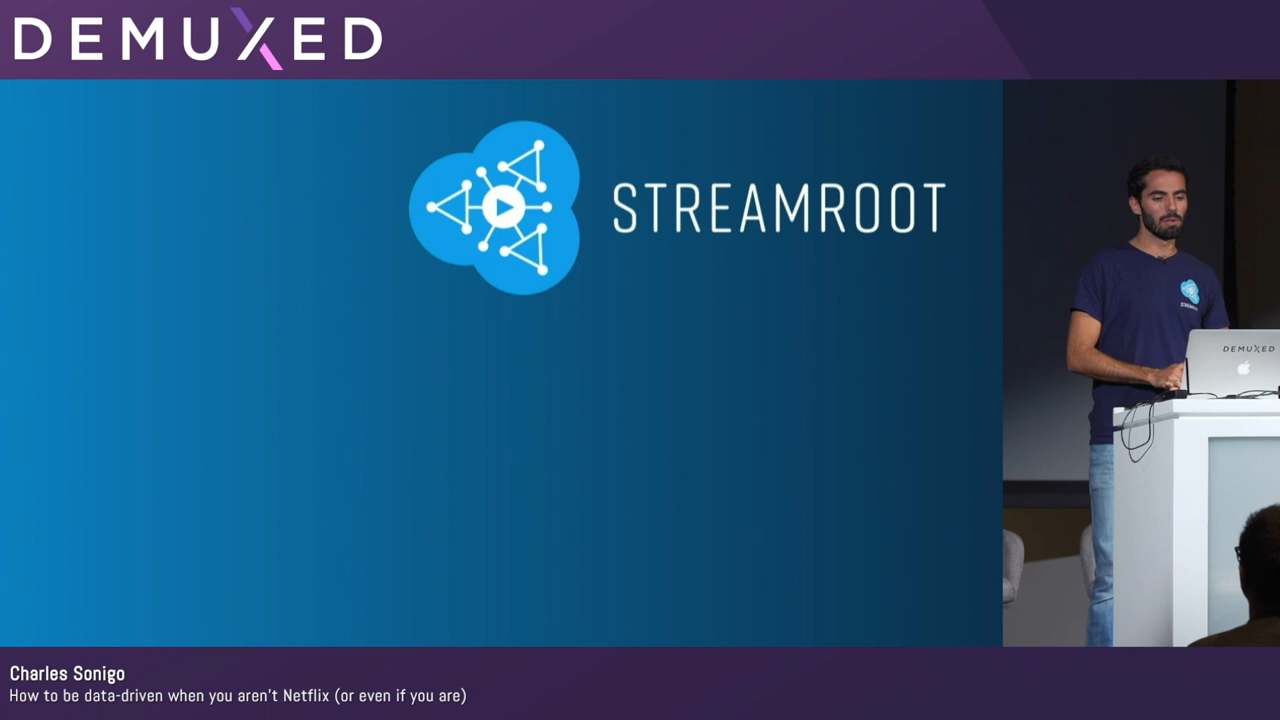 DEMUXED
STREAMROOT
DEMUXED
Charles Sonigo
How to be data-driven when you aren't Netflix (or even if you are)